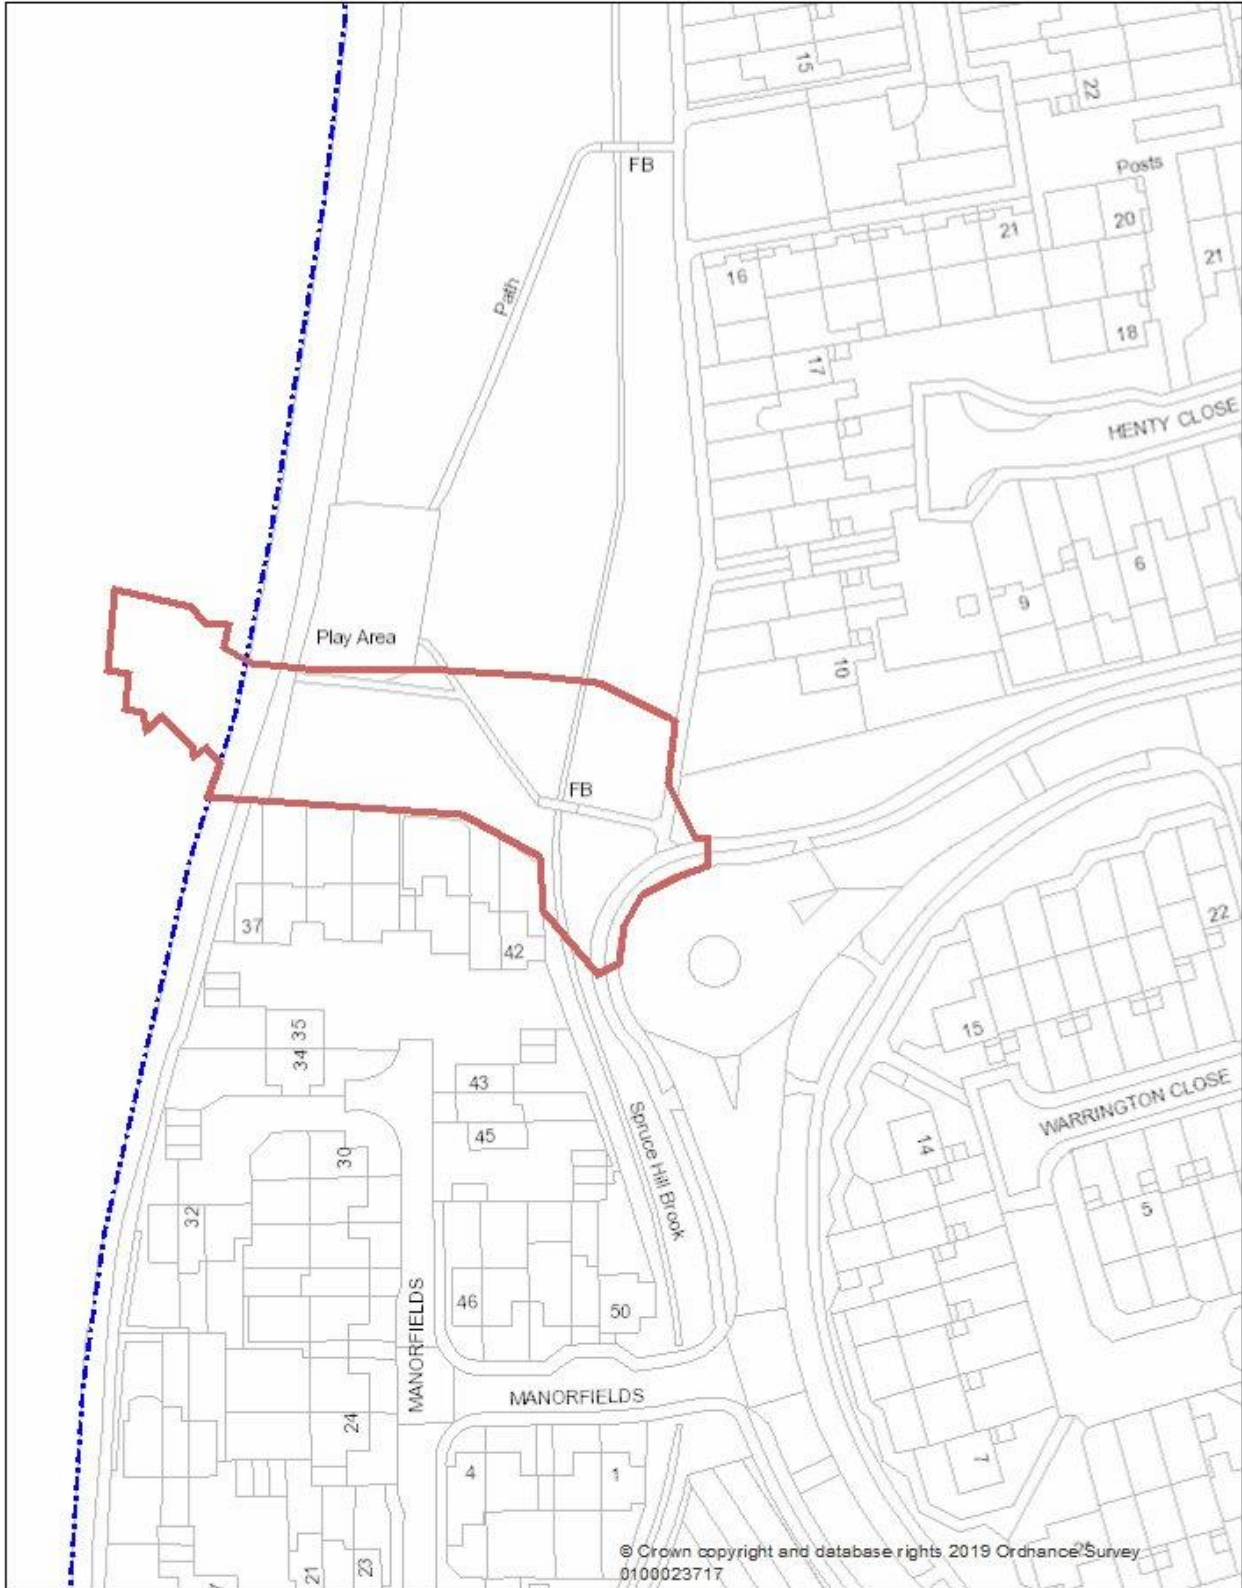 15
22
FB
Posts
20
21
21
16
18
17
Path
HENTY CLOSE
6
9
Play Area
10
FB
22
37
42
35
34
15
43
WARRINGTON CLOSE
45
14
30
Spruce Hill Brook
32
5
46
50
MANORFIELDS
MANORFIELDS
24
4
1
7
© Crown copyright and database rights 2019 Ordnance Survey
0100023717
21
23